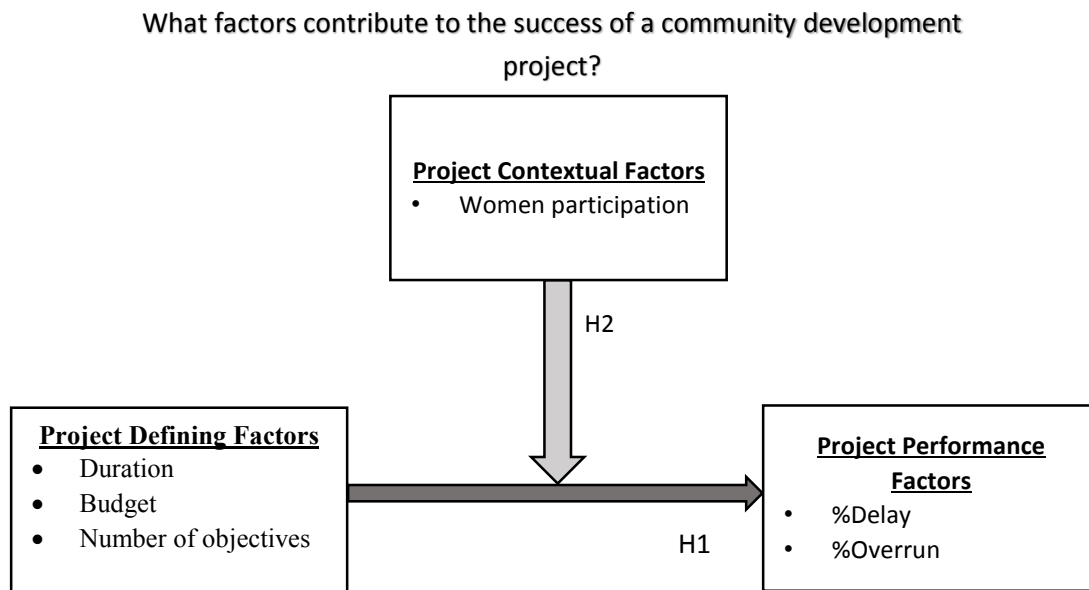 What factors contribute to the success of a community development
project?
Project Contextual Factors
• Women participation
H2
Project Defining Factors
• Duration
• Budget
• Number of objectives
H1
Project Performance
Factors
• %Delay
• %Overrun